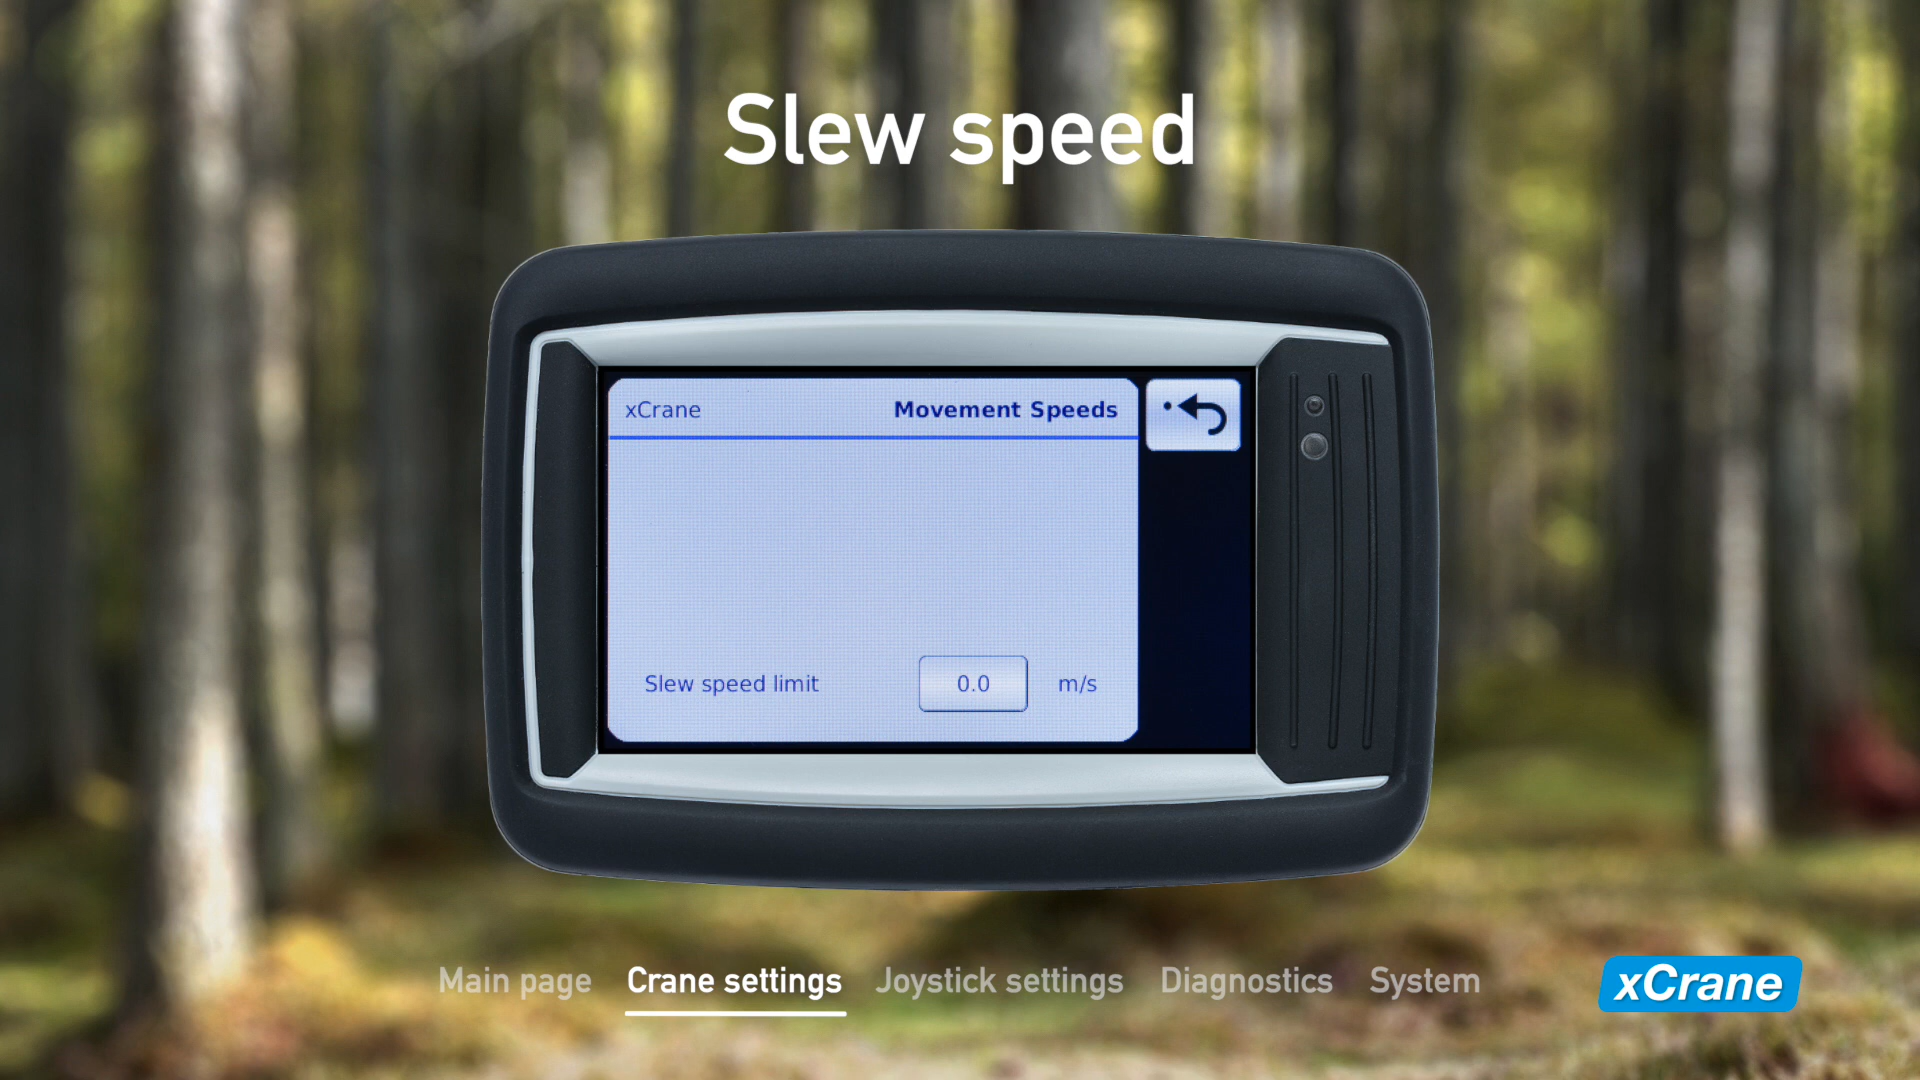 Slew speed
xCrane Movement Speeds
Slew speed limit 0.0 m/s
Main page Crane settings Joystick settings Diagnostics System
xCrane